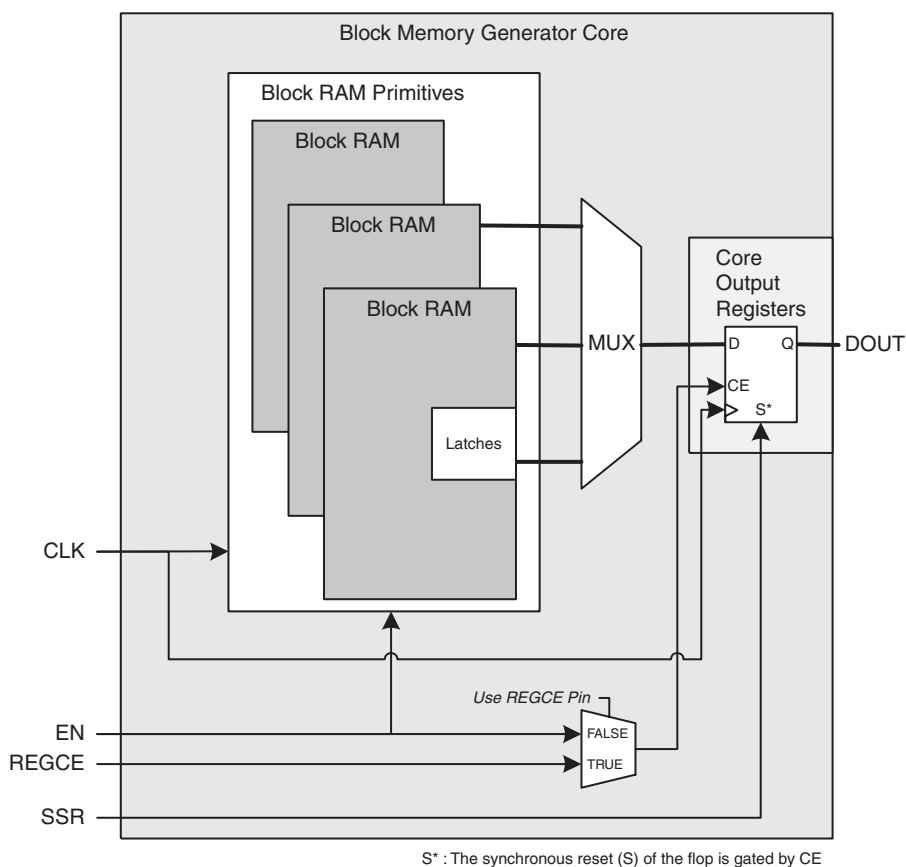 Block Memory Generator Core
Block RAM Primitives
Block RAM
Block RAM
Block RAM
Latches
MUX
Core
Output
Registers
D Q
CE
S*
DOUT
CLK
Use REGCE Pin
EN
FALSE
REGCE
TRUE
SSR
S* : The synchronous reset (S) of the flop is gated by CE